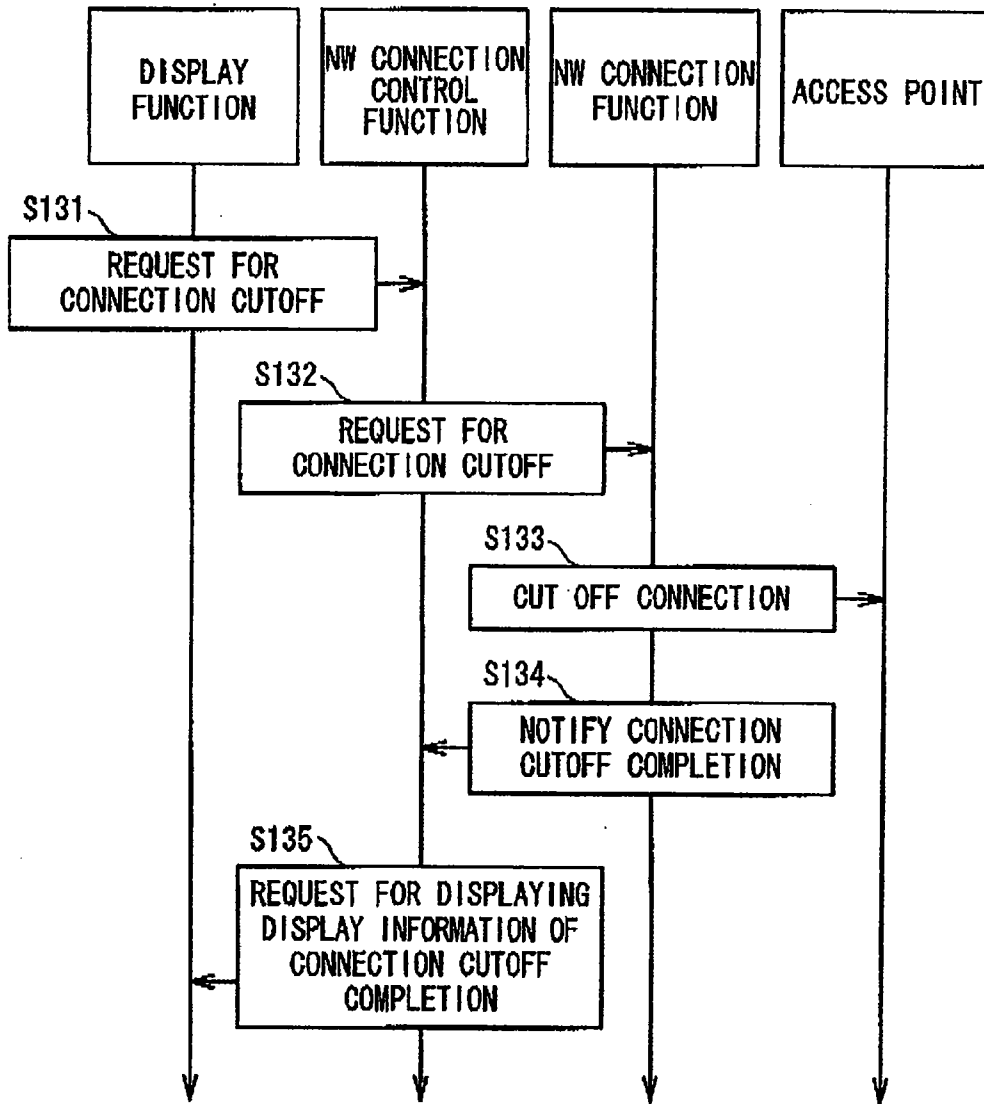 DISPLAY
FUNCTION
NW CONNECTION
CONTROL
FUNCTION
NW CONNECTION
FUNCTION
ACCESS POINT
S131
REQUEST FOR
CONNECTION CUTOFF
S132
REQUEST FOR
CONNECTION CUTOFF
S133
CUT OFF CONNECTION
S134
NOTIFY CONNECTION
CUTOFF COMPLETION
S135
REQUEST FOR DISPLAYING
DISPLAY INFORMATION OF
CONNECTION CUTOFF
COMPLETION